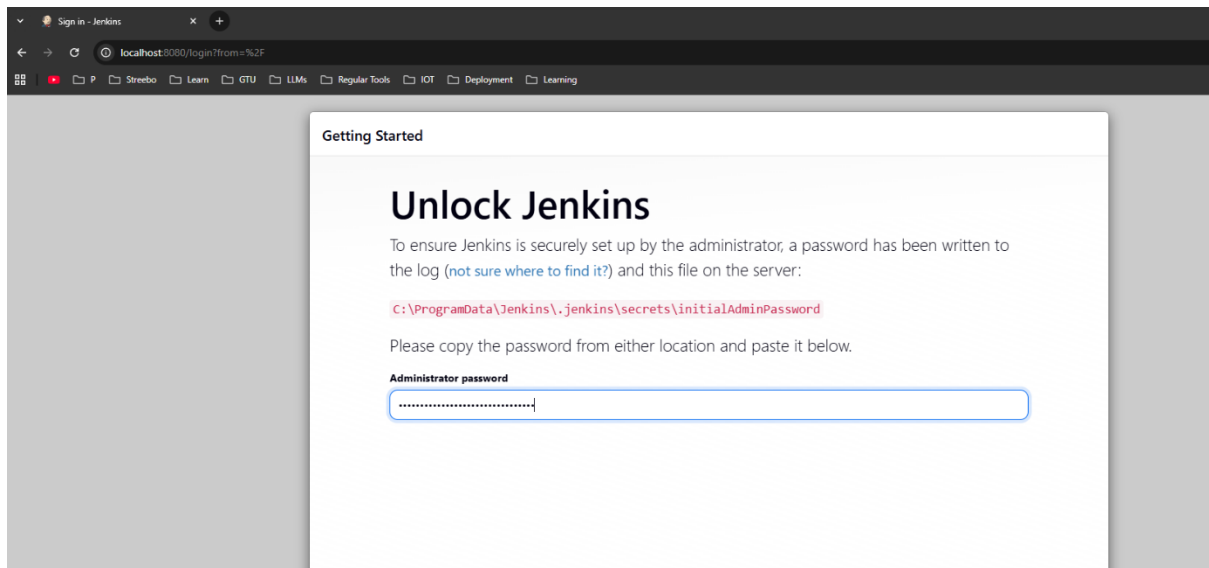 Sign in - Jenkins
localhost:8080/login?from=%2F
P Streebo Learn GTU LLMs Regular Tools IOT Deployment Learning
Getting Started
Unlock Jenkins
To ensure Jenkins is securely set up by the administrator, a password has been written to
the log (not sure where to find it?) and this file on the server:
C:\ProgramData\Jenkins\.jenkins\secrets\initialAdminPassword
Please copy the password from either location and paste it below.
Administrator password